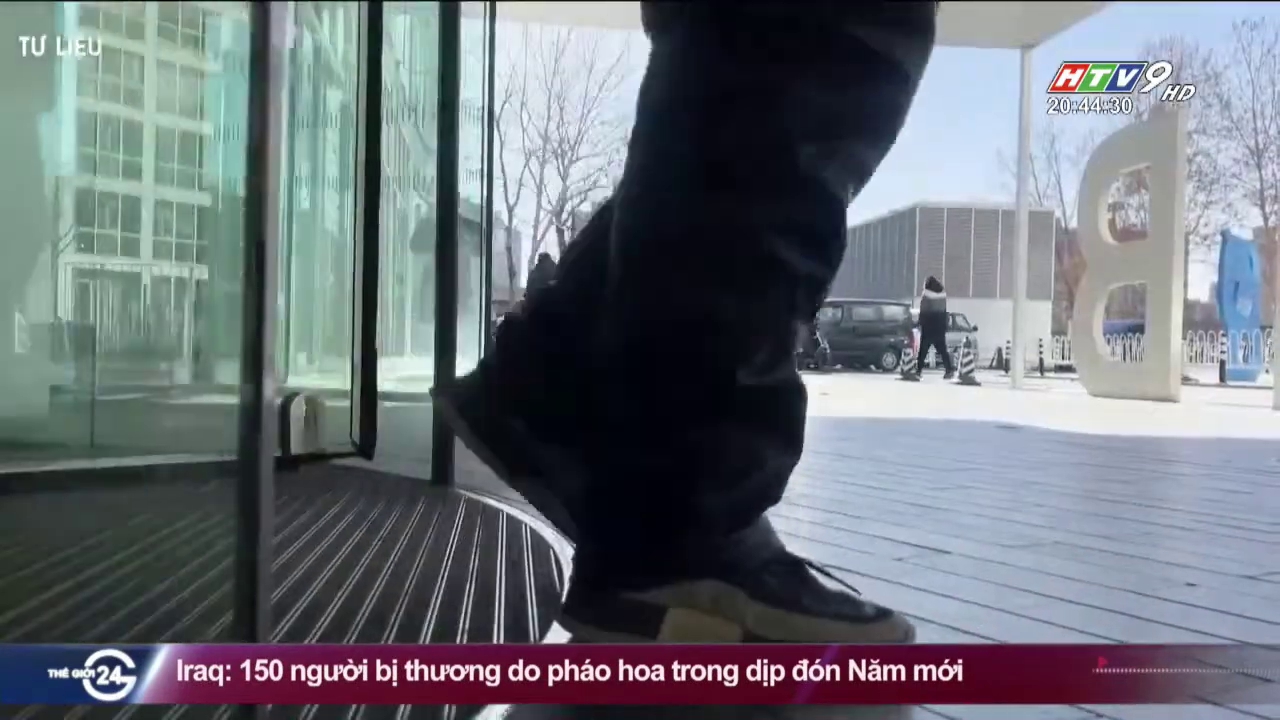 TƯ LIỆU
HTV9 HD
20:44:30
B
THẾ GIỚI 24G
Iraq: 150 người bị thương do pháo hoa trong dịp đón Năm mới